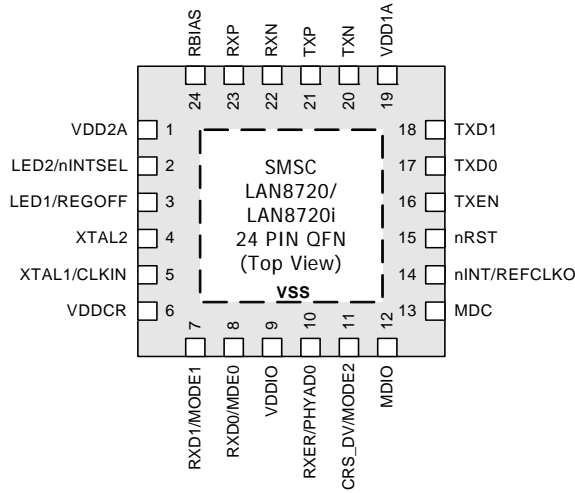 RBIAS
RXP
RXN
TXP
TXN
VDD1A
24
23
22
21
20
19
VDD2A 1
LED2/nINTSEL 2
LED1/REGOFF 3
XTAL2 4
XTAL1/CLKIN 5
VDDCR 6
SMSC
LAN8720/
LAN8720i
24 PIN QFN
(Top View)
VSS
18 TXD1
17 TXD0
16 TXEN
15 nRST
14 nINT/REFCLKO
13 MDC
7
8
9
10
11
12
RXD1/MODE1
RXD0/MDE0
VDDIO
RXER/PHYAD0
CRS_DV/MODE2
MDIO